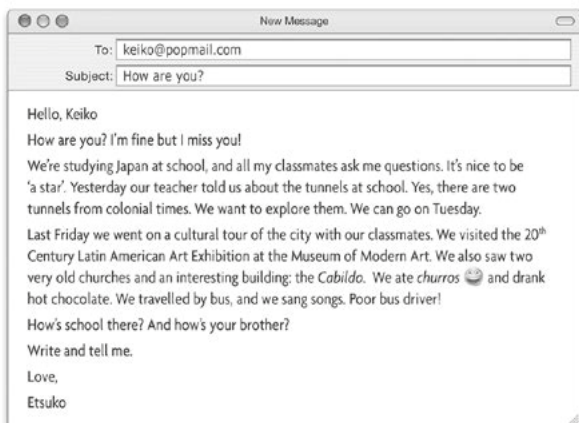 New Message
To: keiko@popmail.com
Subject: How are you?
Hello, Keiko
How are you? I'm fine but I miss you!
We're studying Japan at school, and all my classmates ask me questions. It's nice to be
'a star'. Yesterday our teacher told us about the tunnels at school. Yes, there are two
tunnels from colonial times. We want to explore them. We can go on Tuesday.
Last Friday we went on a cultural tour of the city with our classmates. We visited the 20th
Century Latin American Art Exhibition at the Museum of Modern Art. We also saw two
very old churches and an interesting building: the Cabildo. We ate churros and drank
hot chocolate. We travelled by bus, and we sang songs. Poor bus driver!
How's school there? And how's your brother?
Write and tell me.
Love,
Etsuko